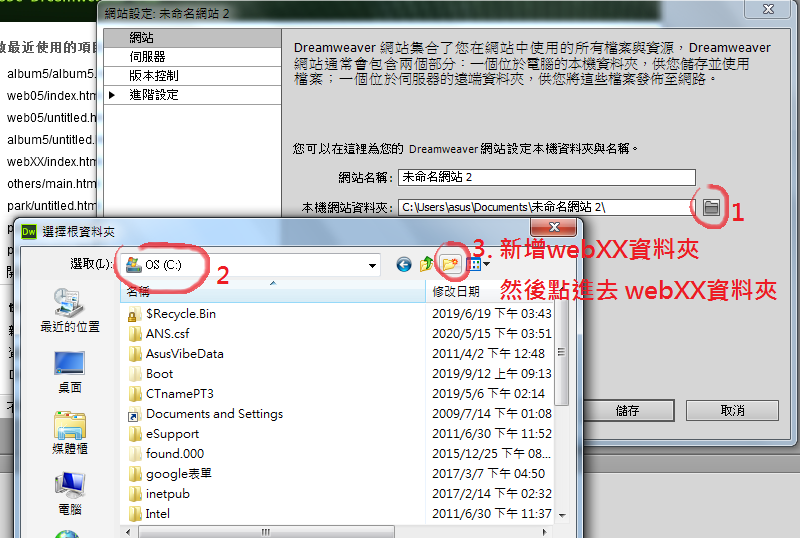 網站設定: 未命名網站 2
做最近使用的項目
album5/album5.
web05/index.htm
web05/untitled.h
album5/untitled.
webXX/index.htm
others/main.htm
park/untitled.htm
網站
伺服器
版本控制
進階設定
Dreamweaver 網站集合了您在網站中使用的所有檔案與資源，Dreamweaver
網站通常會包含兩個部分：一個位於電腦的本機資料夾，供您儲存並使用
檔案；一個位於伺服器的遠端資料夾，供您將這些檔案發佈至網路。
您可以在這裡為您的 Dreamweaver 網站設定本機資料夾與名稱。
網站名稱: 未命名網站 2
本機網站資料夾: C:\Users\asus\Documents\未命名網站 2\
1
Dw 選擇根資料夾
選取(I): OS (C:)
2
3. 新增webXX資料夾
然後點進去 webXX資料夾
名稱 修改日期
$Recycle.Bin 2019/6/19 下午 03:43
ANS.csf 2020/5/15 下午 03:51
AsusVibeData 2011/4/2 下午 12:48
Boot 2019/9/12 上午 09:13
CTnamePT3 2019/5/6 下午 02:14
Documents and Settings 2009/7/14 下午 01:08
eSupport 2011/6/30 下午 11:52
found.000 2015/12/25 下午 08...
google表單 2017/3/7 下午 04:50
inetpub 2017/2/14 下午 02:32
Intel 2011/6/30 下午 11:37
最近的位置
桌面
媒體櫃
電腦
儲存
取消